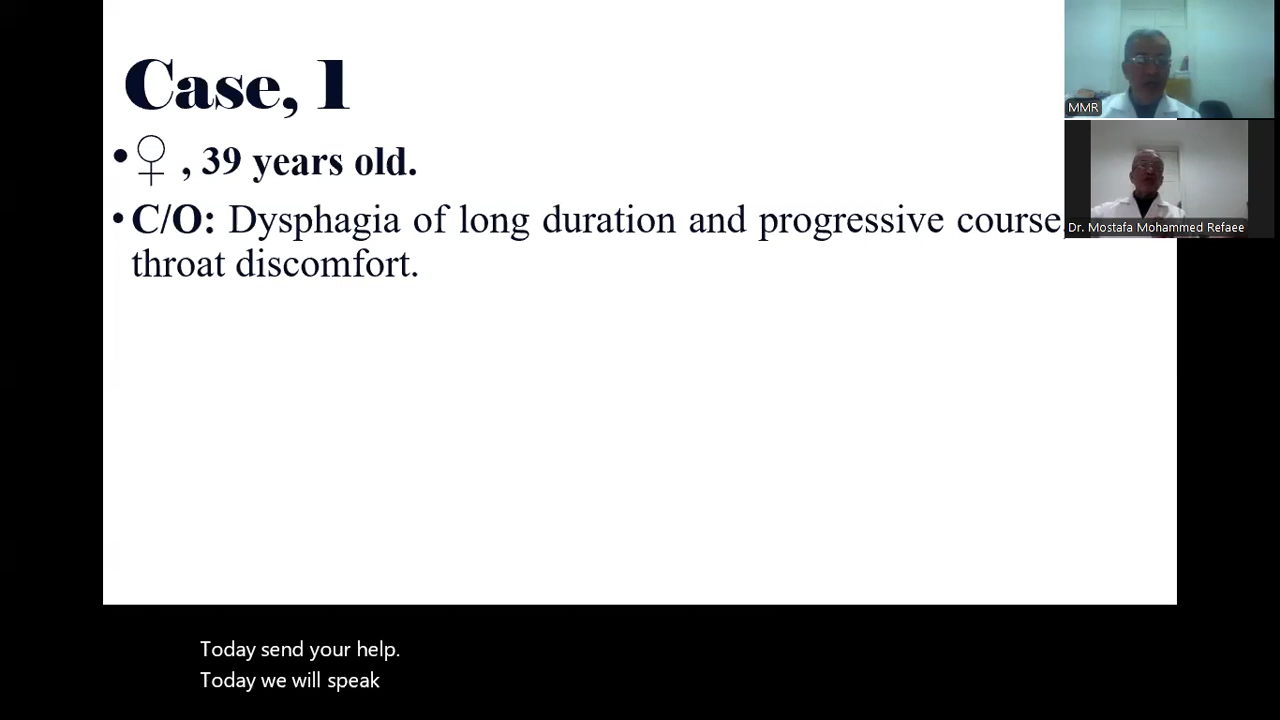 Case, 1
• ♀ , 39 years old.
• C/O: Dysphagia of long duration and progressive course,
throat discomfort.
MMR
Dr. Mostafa Mohammed Refaee
Today send your help.
Today we will speak